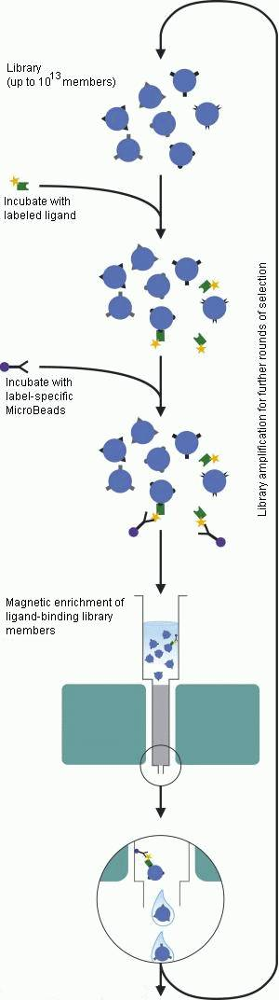 Library
(up to 10¹³ members)
Incubate with
labeled ligand
Incubate with
label-specific
MicroBeads
Magnetic enrichment of
ligand-binding library
members
Library amplification for further rounds of selection